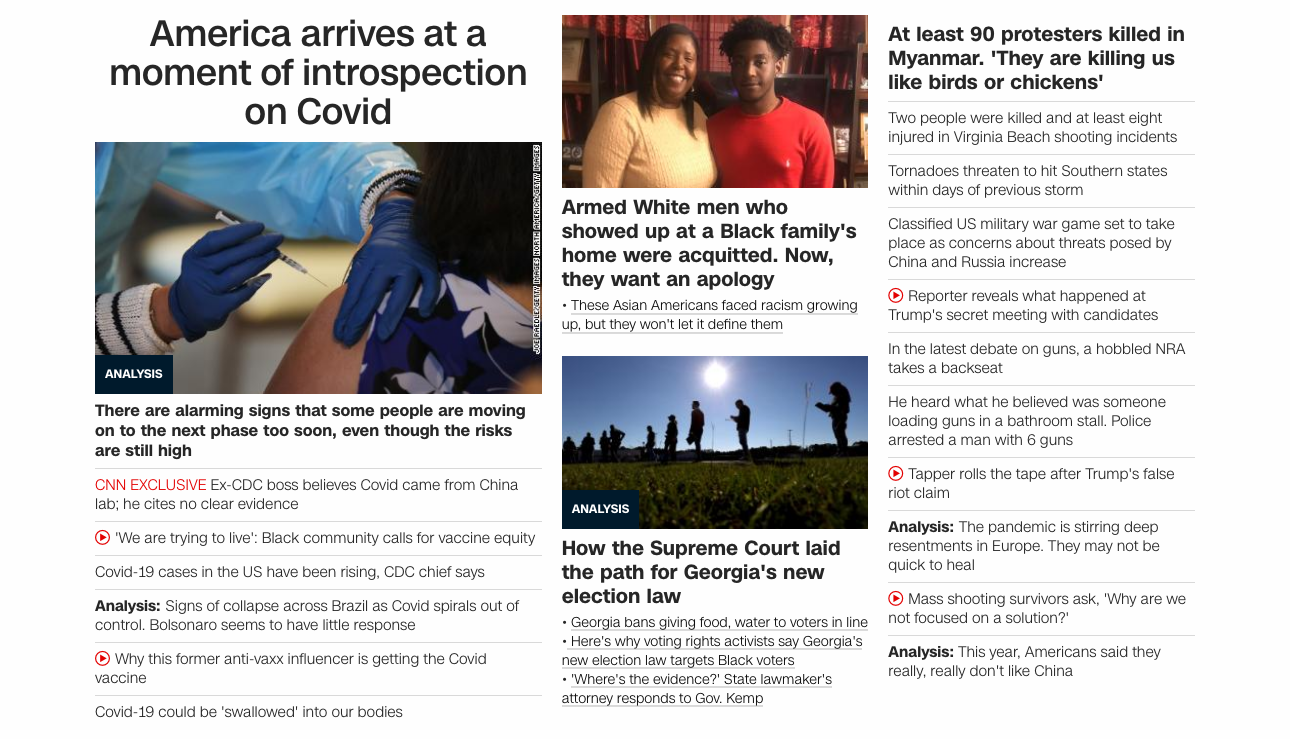 America arrives at a
moment of introspection
on Covid
JOE RAEDLE/GETTY IMAGES NORTH AMERICA/GETTY IMAGES
ANALYSIS
There are alarming signs that some people are moving
on to the next phase too soon, even though the risks
are still high
CNN EXCLUSIVE Ex-CDC boss believes Covid came from China
lab; he cites no clear evidence
'We are trying to live': Black community calls for vaccine equity
Covid-19 cases in the US have been rising, CDC chief says
Analysis: Signs of collapse across Brazil as Covid spirals out of
control. Bolsonaro seems to have little response
Why this former anti-vaxx influencer is getting the Covid
vaccine
Covid-19 could be 'swallowed' into our bodies
Armed White men who
showed up at a Black family's
home were acquitted. Now,
they want an apology
• These Asian Americans faced racism growing
up, but they won't let it define them
ANALYSIS
How the Supreme Court laid
the path for Georgia's new
election law
• Georgia bans giving food, water to voters in line
• Here's why voting rights activists say Georgia's
new election law targets Black voters
• 'Where's the evidence?' State lawmaker's
attorney responds to Gov. Kemp
At least 90 protesters killed in
Myanmar. 'They are killing us
like birds or chickens'
Two people were killed and at least eight
injured in Virginia Beach shooting incidents
Tornadoes threaten to hit Southern states
within days of previous storm
Classified US military war game set to take
place as concerns about threats posed by
China and Russia increase
Reporter reveals what happened at
Trump's secret meeting with candidates
In the latest debate on guns, a hobbled NRA
takes a backseat
He heard what he believed was someone
loading guns in a bathroom stall. Police
arrested a man with 6 guns
Tapper rolls the tape after Trump's false
riot claim
Analysis: The pandemic is stirring deep
resentments in Europe. They may not be
quick to heal
Mass shooting survivors ask, 'Why are we
not focused on a solution?'
Analysis: This year, Americans said they
really, really don't like China